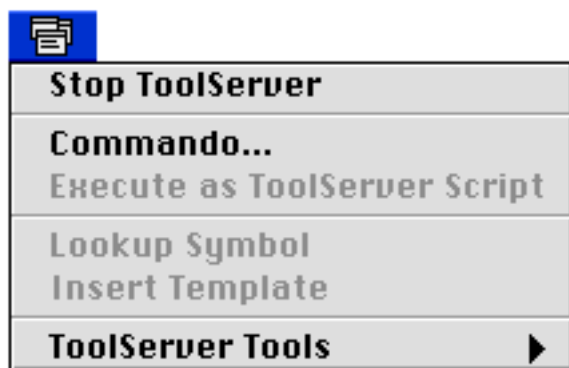 Stop ToolServer
Commando...
Execute as ToolServer Script
Lookup Symbol
Insert Template
ToolServer Tools